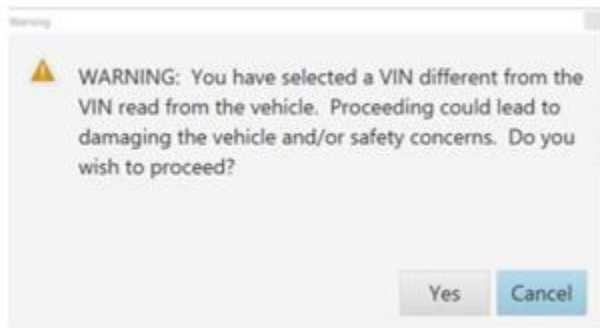 Warning
WARNING: You have selected a VIN different from the
VIN read from the vehicle. Proceeding could lead to
damaging the vehicle and/or safety concerns. Do you
wish to proceed?
Yes
Cancel